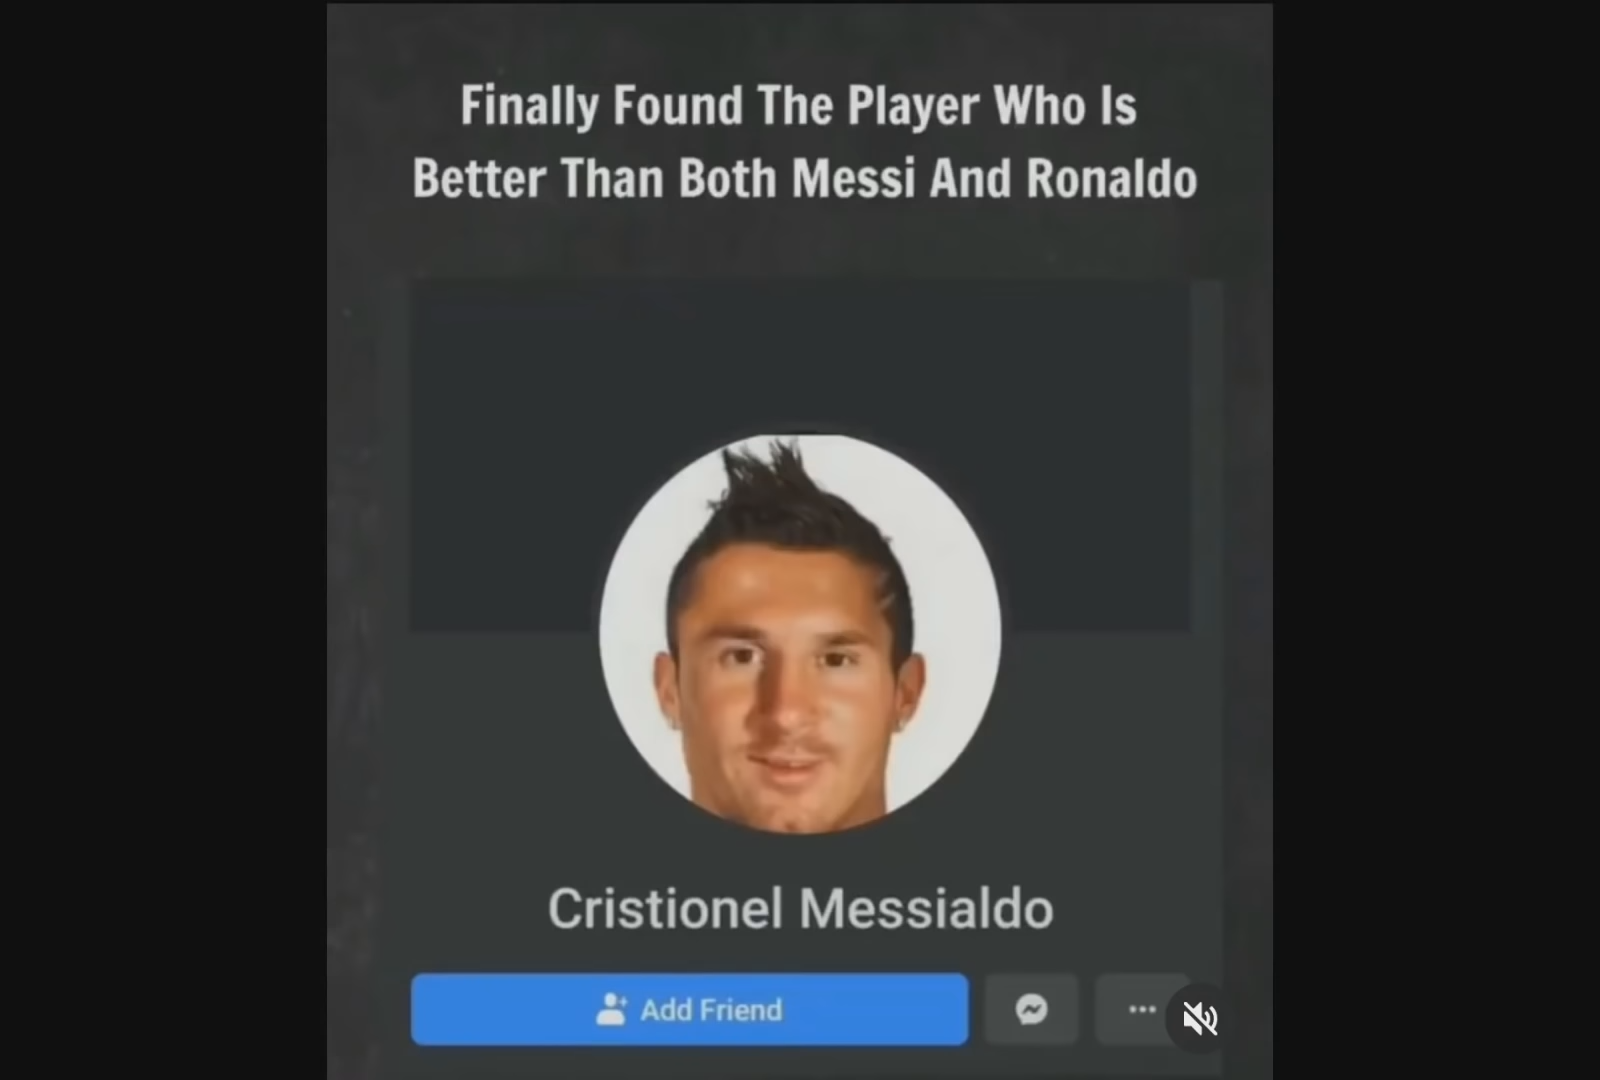 Finally Found The Player Who Is
Better Than Both Messi And Ronaldo
Cristionel Messialdo
Add Friend